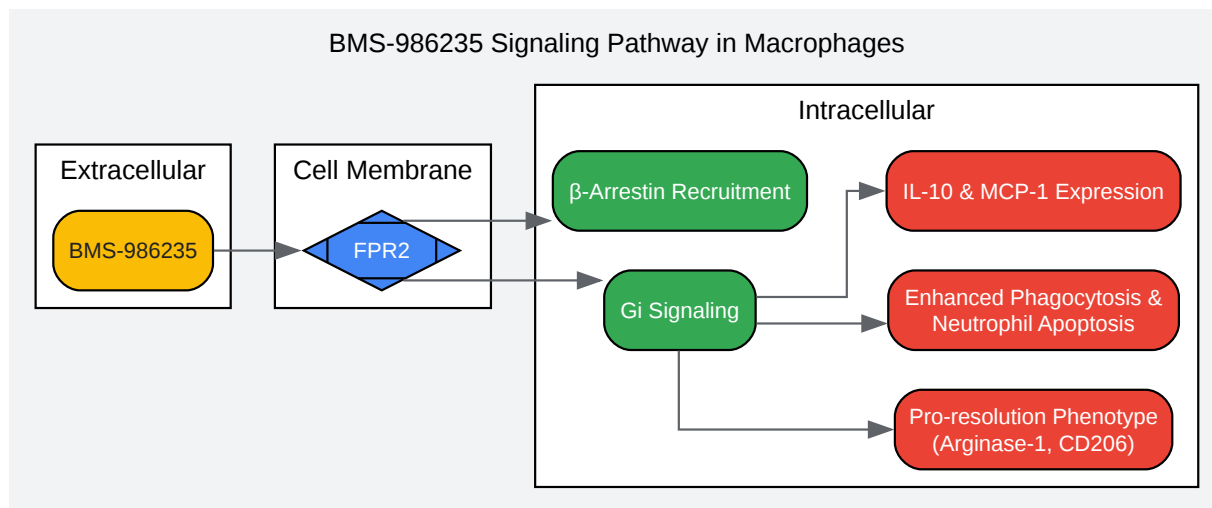 BMS-986235 Signaling Pathway in Macrophages
Extracellular
BMS-986235
Cell Membrane
FPR2
Intracellular
β-Arrestin Recruitment
Gi Signaling
IL-10 & MCP-1 Expression
Enhanced Phagocytosis &
Neutrophil Apoptosis
Pro-resolution Phenotype
(Arginase-1, CD206)